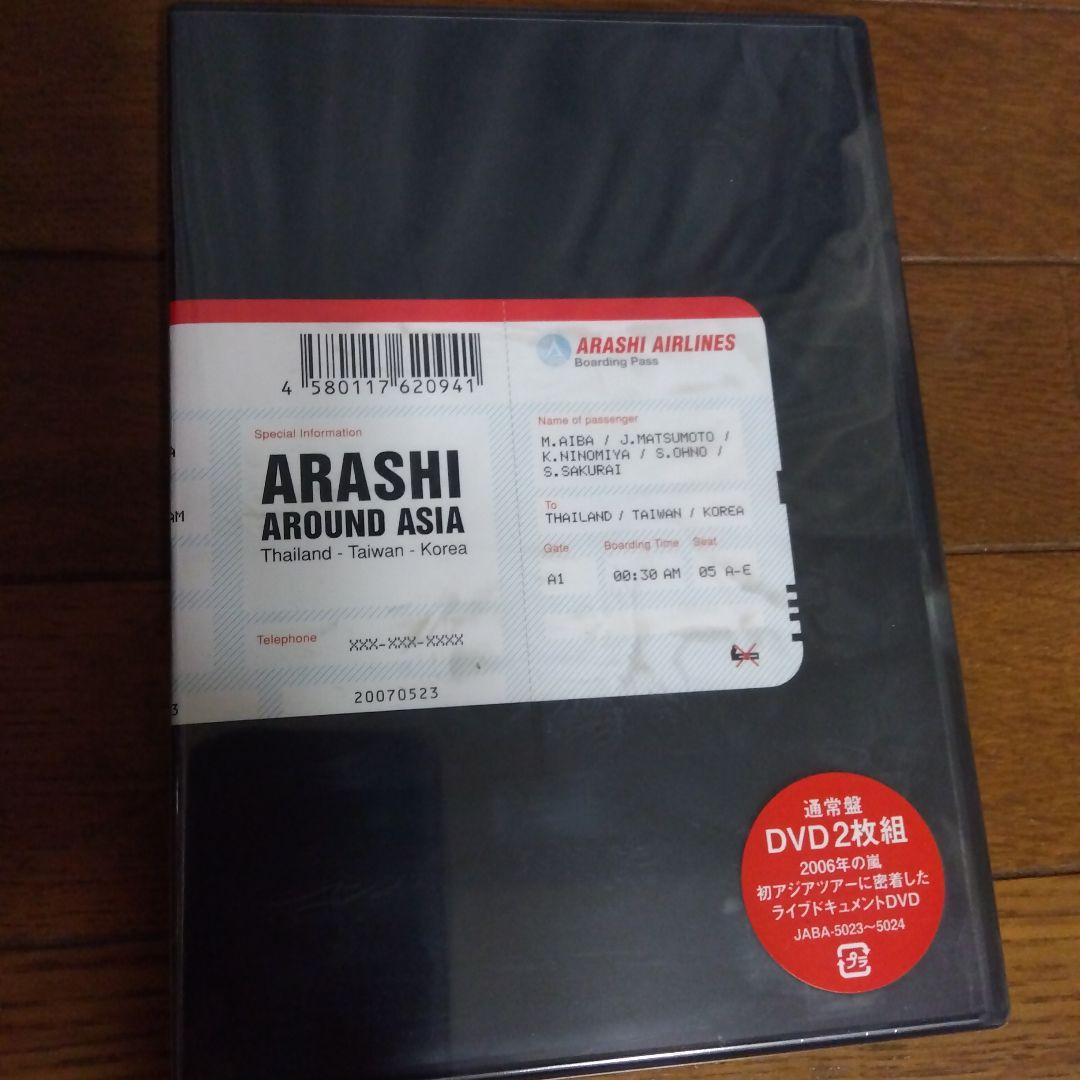 4 580117 620941
ARASHI AIRLINES
Boarding Pass
Special Information
ARASHI
AROUND ASIA
Thailand - Taiwan - Korea
Telephone
XXX-XXX-XXXX
20070523
Name of passenger
M.AIBA / J.MATSUMOTO /
K.NINOMIYA / S.OHNO /
S.SAKURAI
To
THAILAND / TAIWAN / KOREA
Gate Boarding Time Seat
A1 00:30 AM 05 A-E
AM
3
通常盤
DVD2枚組
2006年の嵐
初アジアツアーに密着した
ライブドキュメントDVD
JABA-5023〜5024
プラ